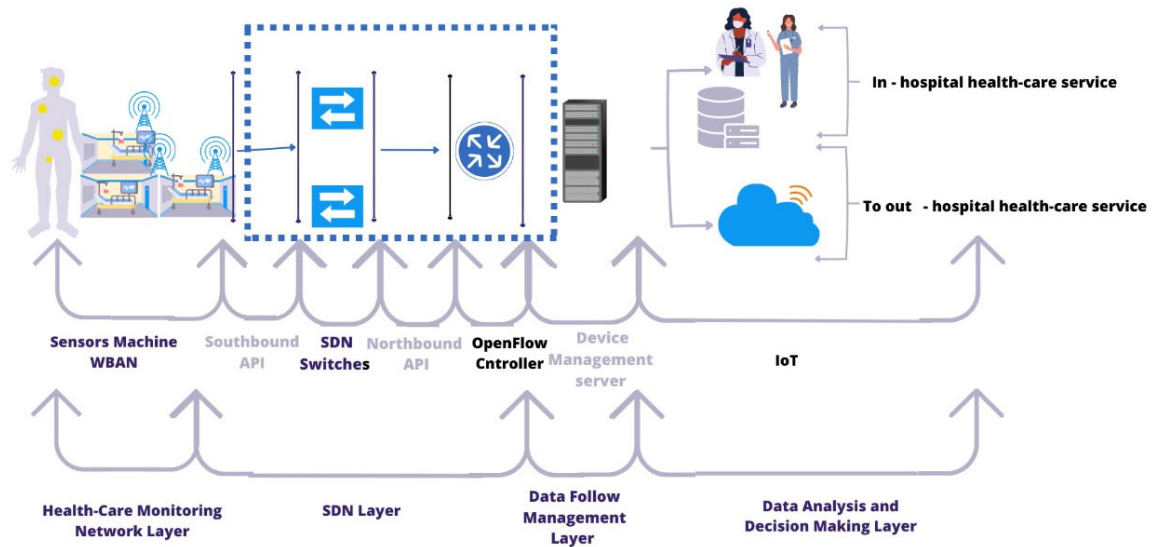 In - hospital health-care service
To out - hospital health-care service
Sensors Machine
WBAN
Southbound
API
SDN
Switches
Northbound
API
OpenFlow
Cntroller
Device
Management
server
IoT
Health-Care Monitoring
Network Layer
SDN Layer
Data Follow
Management
Layer
Data Analysis and
Decision Making Layer